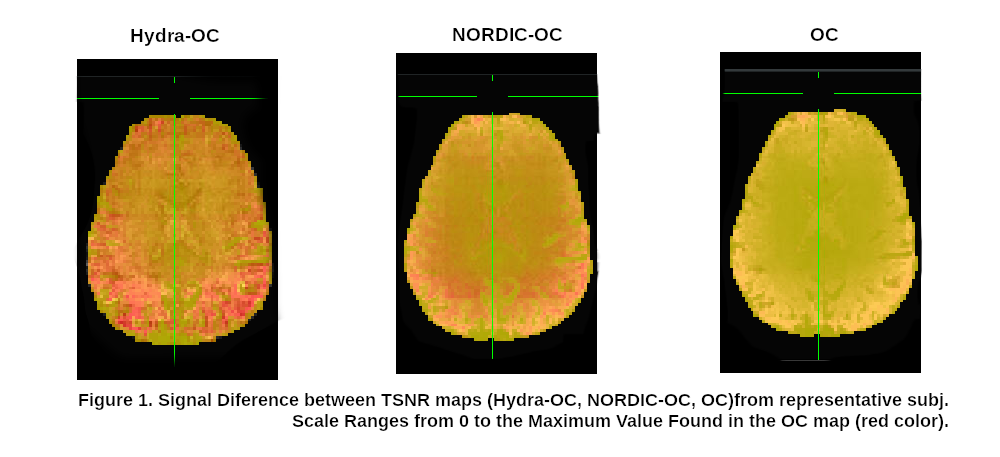 Hydra-OC NORDIC-OC OC
Figure 1. Signal Diference between TSNR maps (Hydra-OC, NORDIC-OC, OC)from representative subj.
Scale Ranges from 0 to the Maximum Value Found in the OC map (red color).